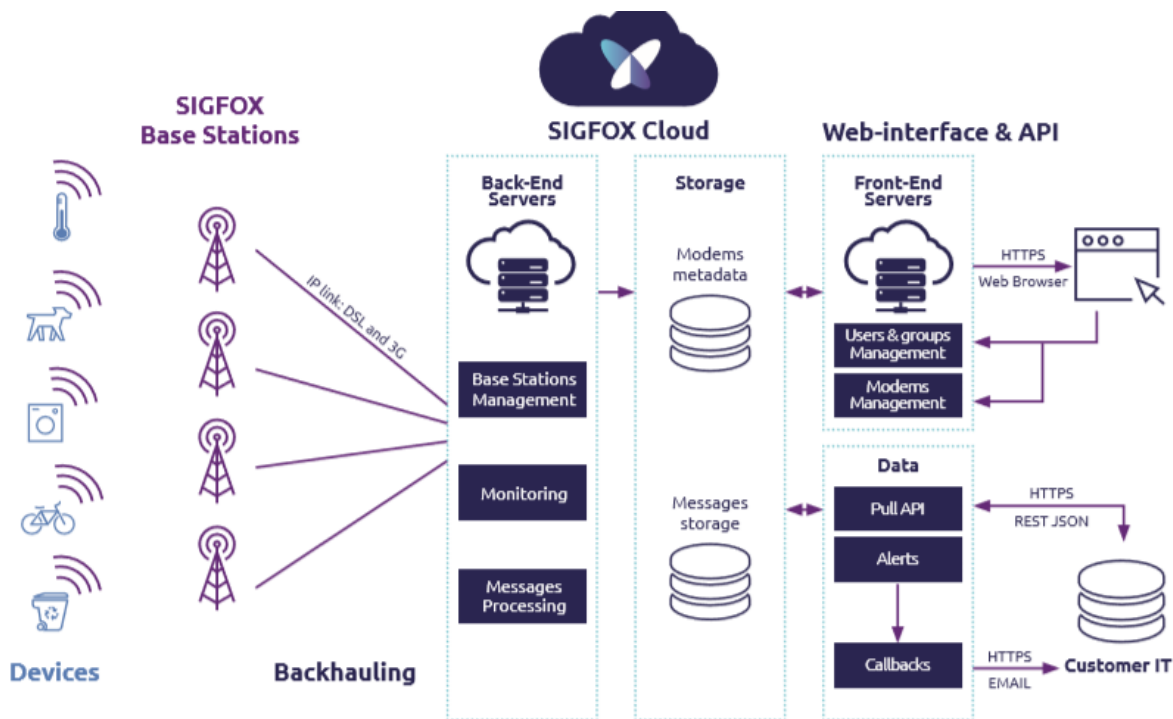 SIGFOX
Base Stations
SIGFOX Cloud
Web-interface & API
Back-End
Servers
Storage
Front-End
Servers
Modems
metadata
HTTPS
Web Browser
IP link: DSL and 3G
Users & groups
Management
Base Stations
Management
Modems
Management
Data
Monitoring
Messages
storage
Pull API
HTTPS
REST JSON
Alerts
Messages
Processing
Devices
Backhauling
Callbacks
HTTPS
EMAIL
Customer IT